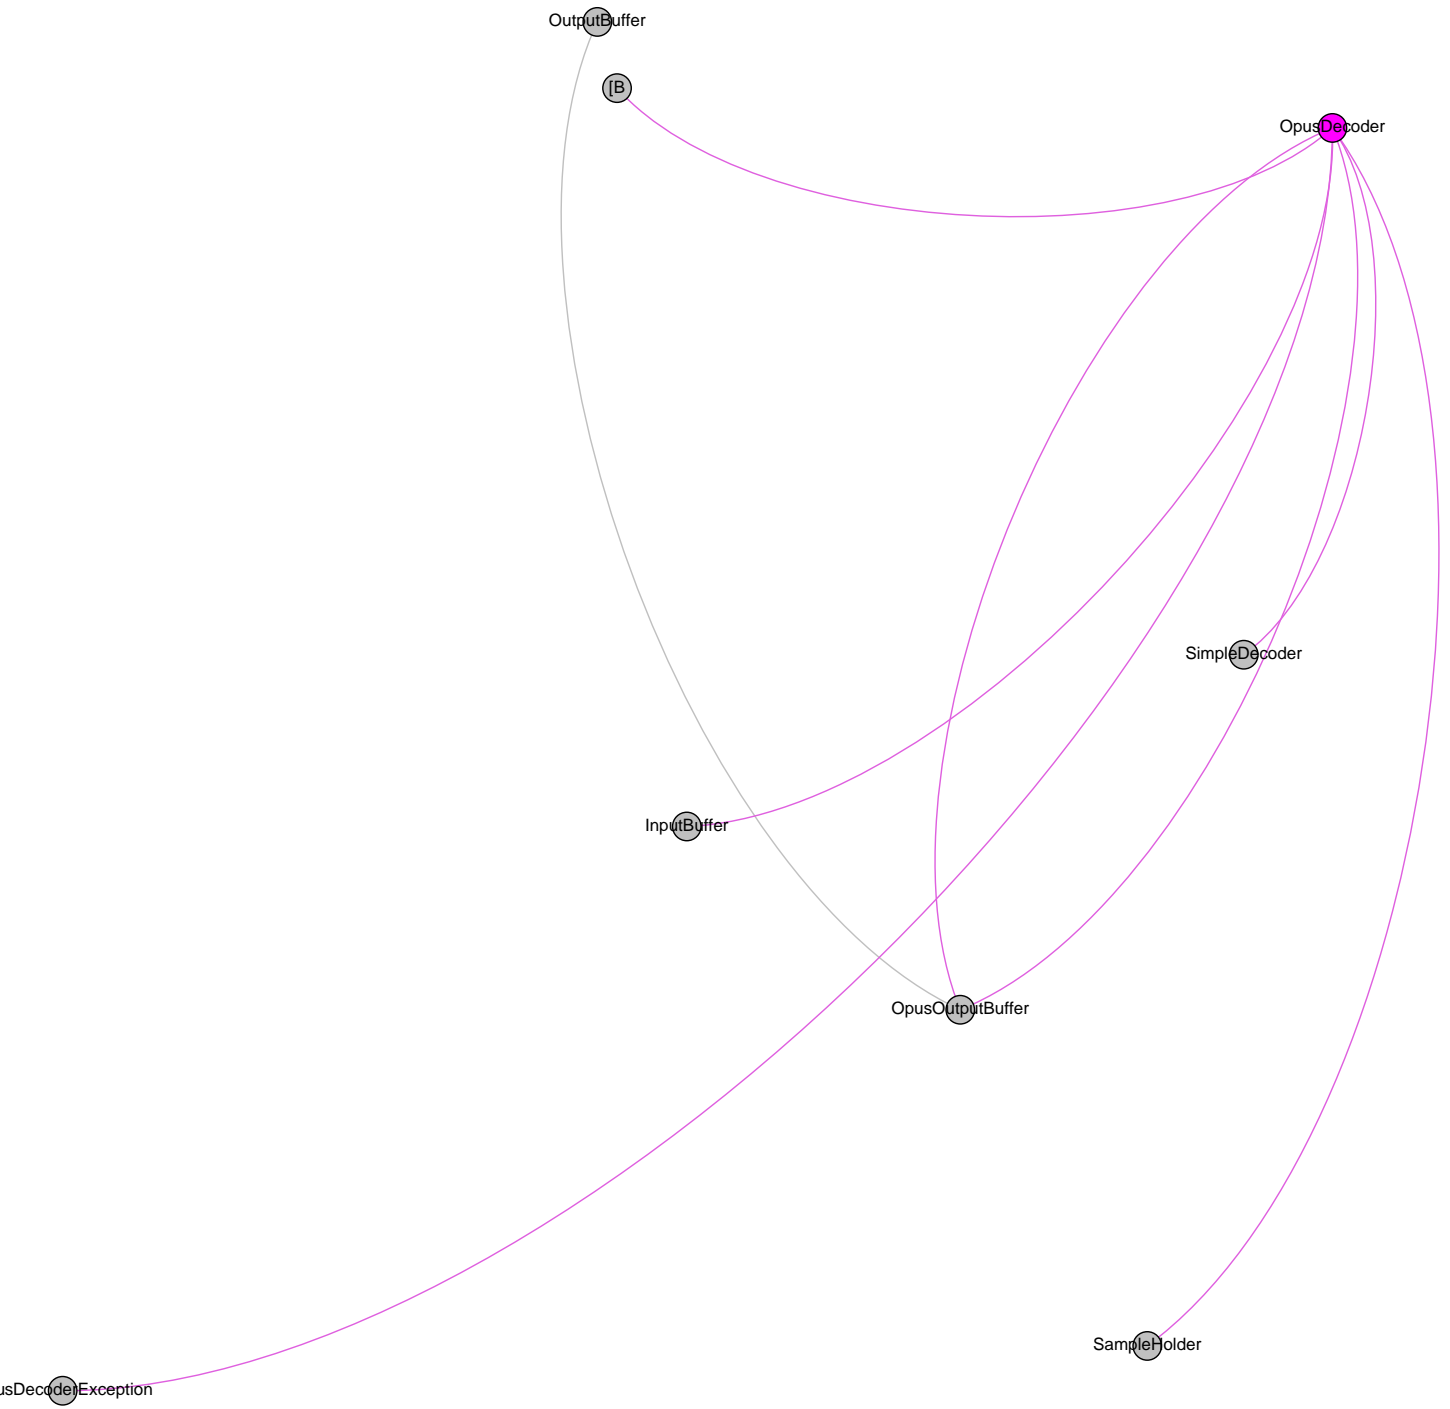 OutputBuffer
[B
OpusDecoder
SimpleDecoder
InputBuffer
OpusOutputBuffer
SampleHolder
usDecoderException